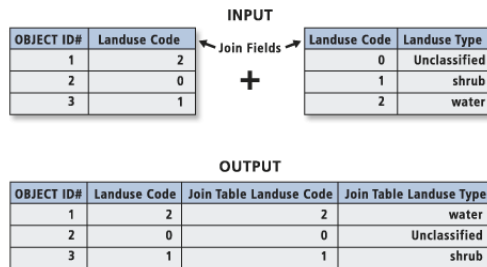 INPUT
OBJECT ID# Landuse Code
1 2
2 0
3 1
Join Fields
+
Landuse Code Landuse Type
0 Unclassified
1 shrub
2 water
OUTPUT
OBJECT ID# Landuse Code Join Table Landuse Code Join Table Landuse Type
1 2 2 water
2 0 0 Unclassified
3 1 1 shrub